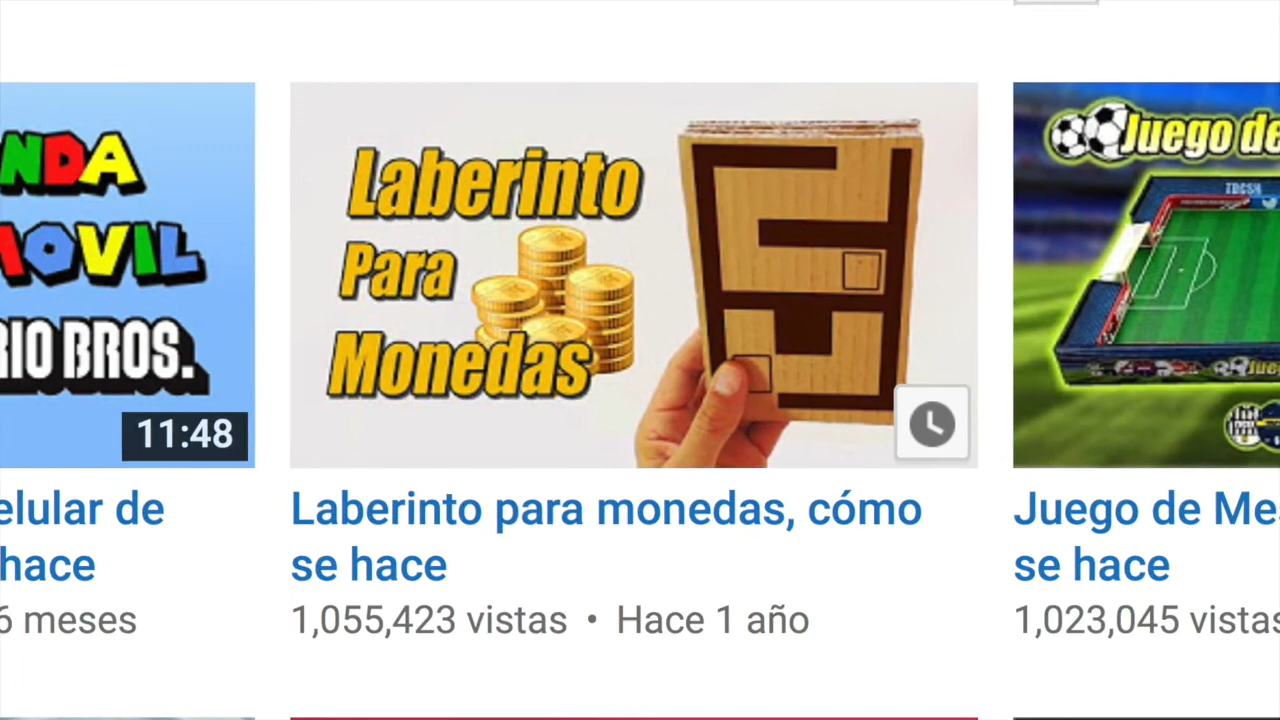 NDA
MOVIL
RIO BROS.
11:48
elular de
hace
6 meses
Laberinto
Para
Monedas
Laberinto para monedas, cómo
se hace
1,055,423 vistas • Hace 1 año
Juego de
Juego de Me
se hace
1,023,045 vistas